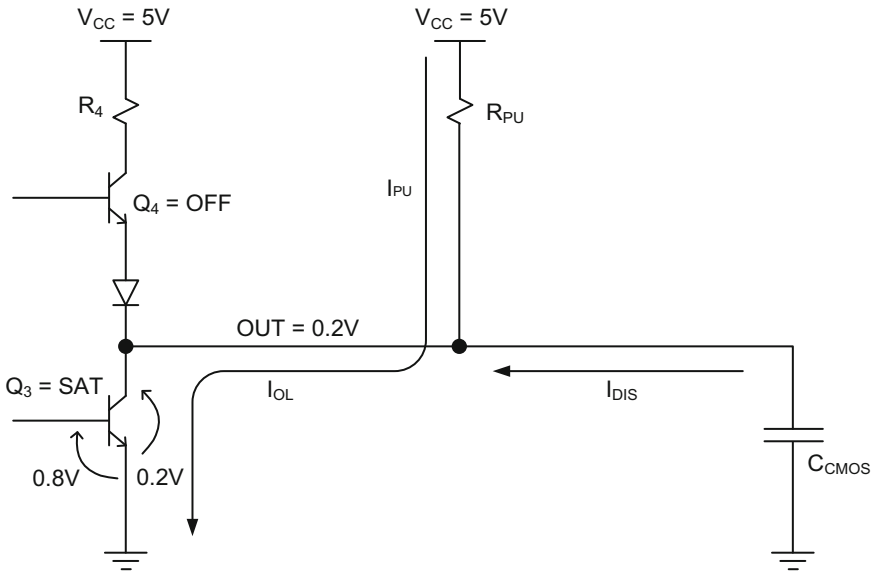 V_CC = 5V
V_CC = 5V
R_4
R_PU
I_PU
Q_4 = OFF
OUT = 0.2V
Q_3 = SAT
I_OL
I_DIS
0.8V
0.2V
C_CMOS